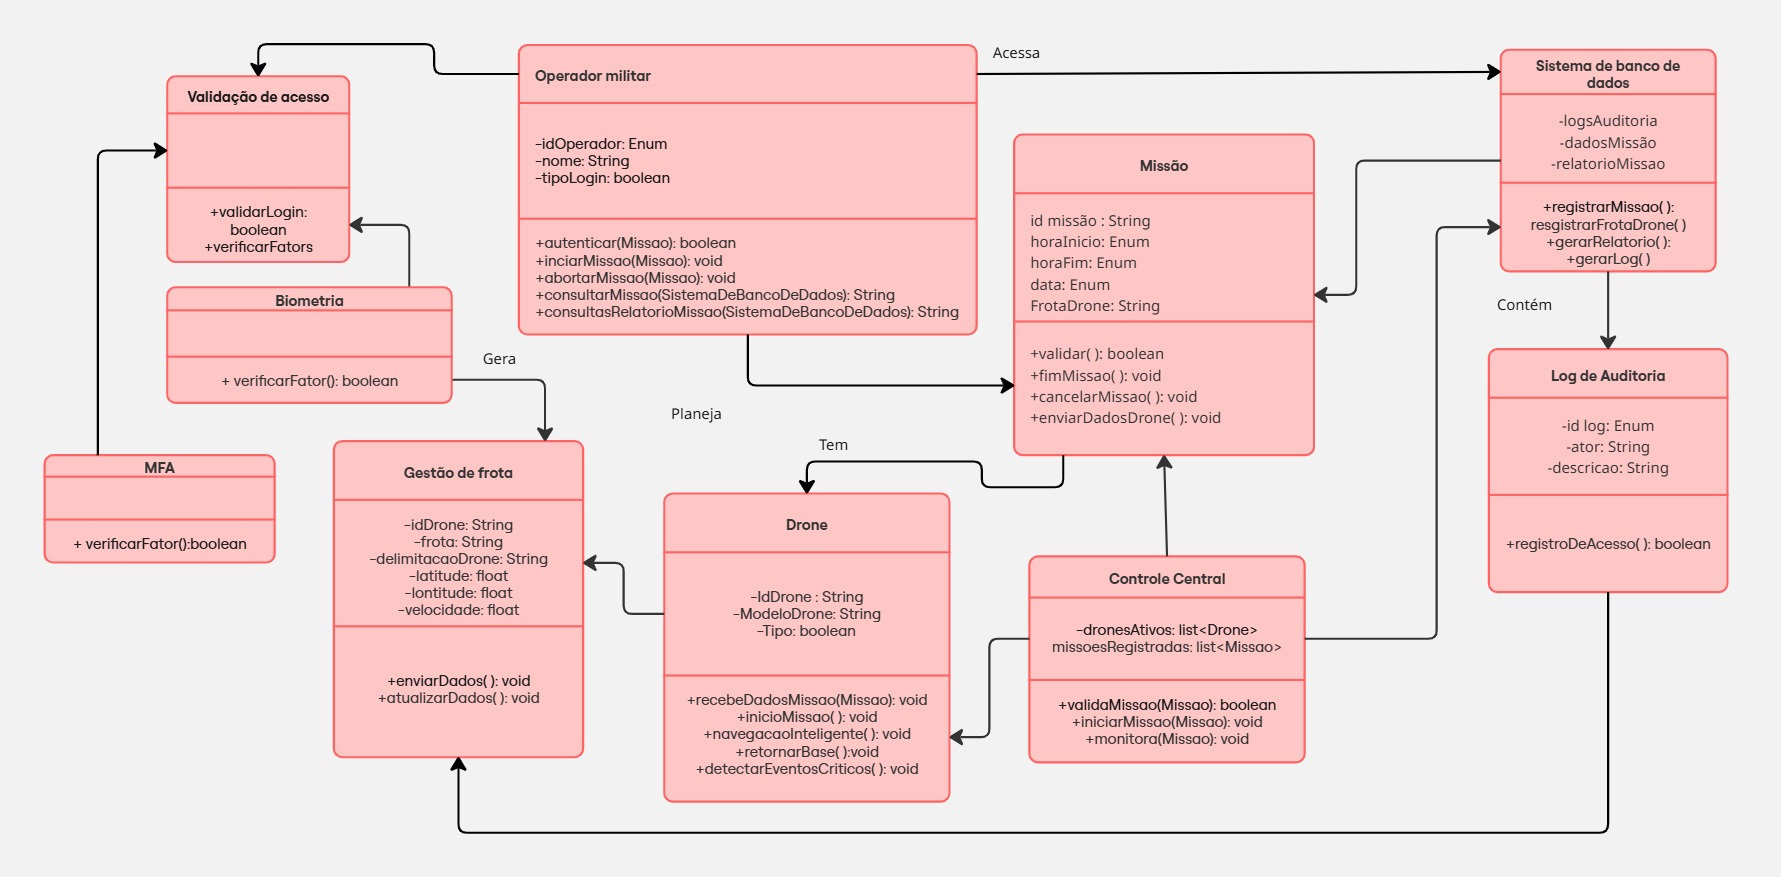 Acessa
Operador militar
-idOperador: Enum
-nome: String
-tipoLogin: boolean
+autenticar(Missao): boolean
+inciarMissao(Missao): void
+abortarMissao(Missao): void
+consultarMissao(SistemaDeBancoDeDados): String
+consultasRelatorioMissao(SistemaDeBancoDeDados): String
Sistema de banco de
dados
-logsAuditoria
-dadosMissão
-relatorioMissao
+registrarMissao( ):
resgistrarFrotaDrone( )
+gerarRelatorio( ):
+gerarLog( )
Validação de acesso
+validarLogin:
boolean
+verificarFators
Missão
id missão : String
horaInicio: Enum
horaFim: Enum
data: Enum
FrotaDrone: String
+validar( ): boolean
+fimMissao( ): void
+cancelarMissao( ): void
+enviarDadosDrone( ): void
Biometria
+ verificarFator(): boolean
Contém
Gera
Log de Auditoria
-id log: Enum
-ator: String
-descricao: String
+registroDeAcesso( ): boolean
Planeja
Tem
MFA
+ verificarFator():boolean
Gestão de frota
-idDrone: String
-frota: String
-delimitacaoDrone: String
-latitude: float
-lontitude: float
-velocidade: float
+enviarDados( ): void
+atualizarDados( ): void
Drone
-IdDrone : String
-ModeloDrone: String
-Tipo: boolean
+recebeDadosMissao(Missao): void
+inicioMissao( ): void
+navegacaoInteligente( ): void
+retornarBase( ):void
+detectarEventosCriticos( ): void
Controle Central
-dronesAtivos: list<Drone>
missoesRegistradas: list<Missao>
+validaMissao(Missao): boolean
+iniciarMissao(Missao): void
+monitora(Missao): void